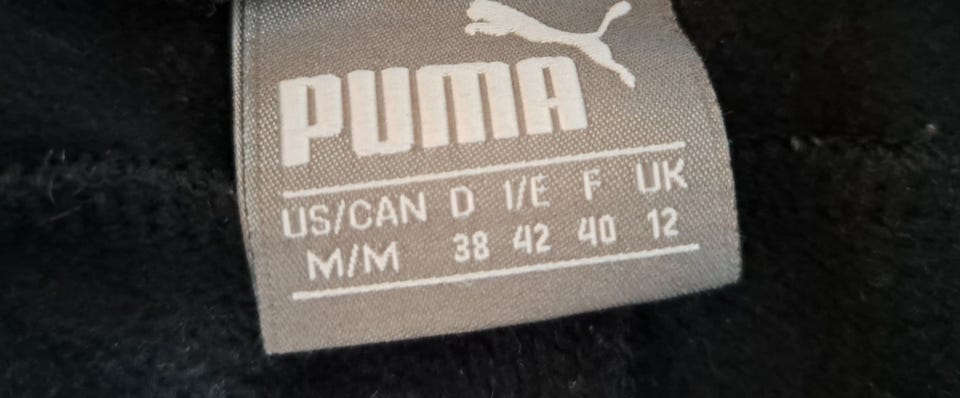 PUMA
US/CAN D I/E F UK
M/M 38 42 40 12